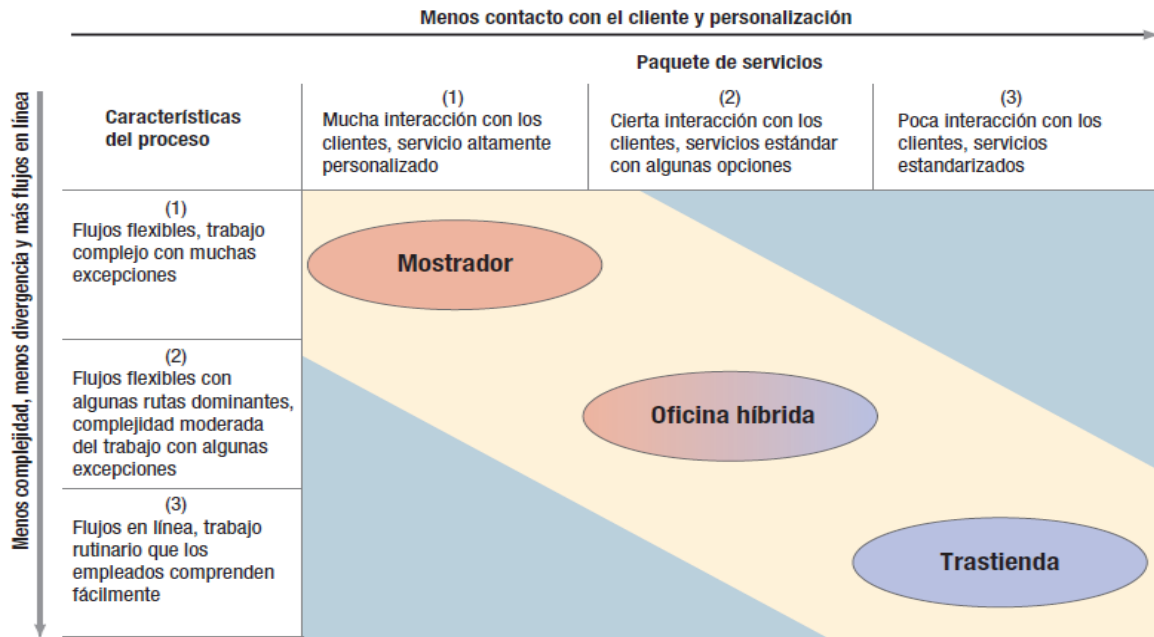 Menos contacto con el cliente y personalización
Paquete de servicios
Menos complejidad, menos divergencia y más flujos en línea
Características
del proceso
(1)
Mucha interacción con los
clientes, servicio altamente
personalizado
(2)
Cierta interacción con los
clientes, servicios estándar
con algunas opciones
(3)
Poca interacción con los
clientes, servicios
estandarizados
(1)
Flujos flexibles, trabajo
complejo con muchas
excepciones
Mostrador
(2)
Flujos flexibles con
algunas rutas dominantes,
complejidad moderada
del trabajo con algunas
excepciones
Oficina híbrida
(3)
Flujos en línea, trabajo
rutinario que los
empleados comprenden
fácilmente
Trastienda